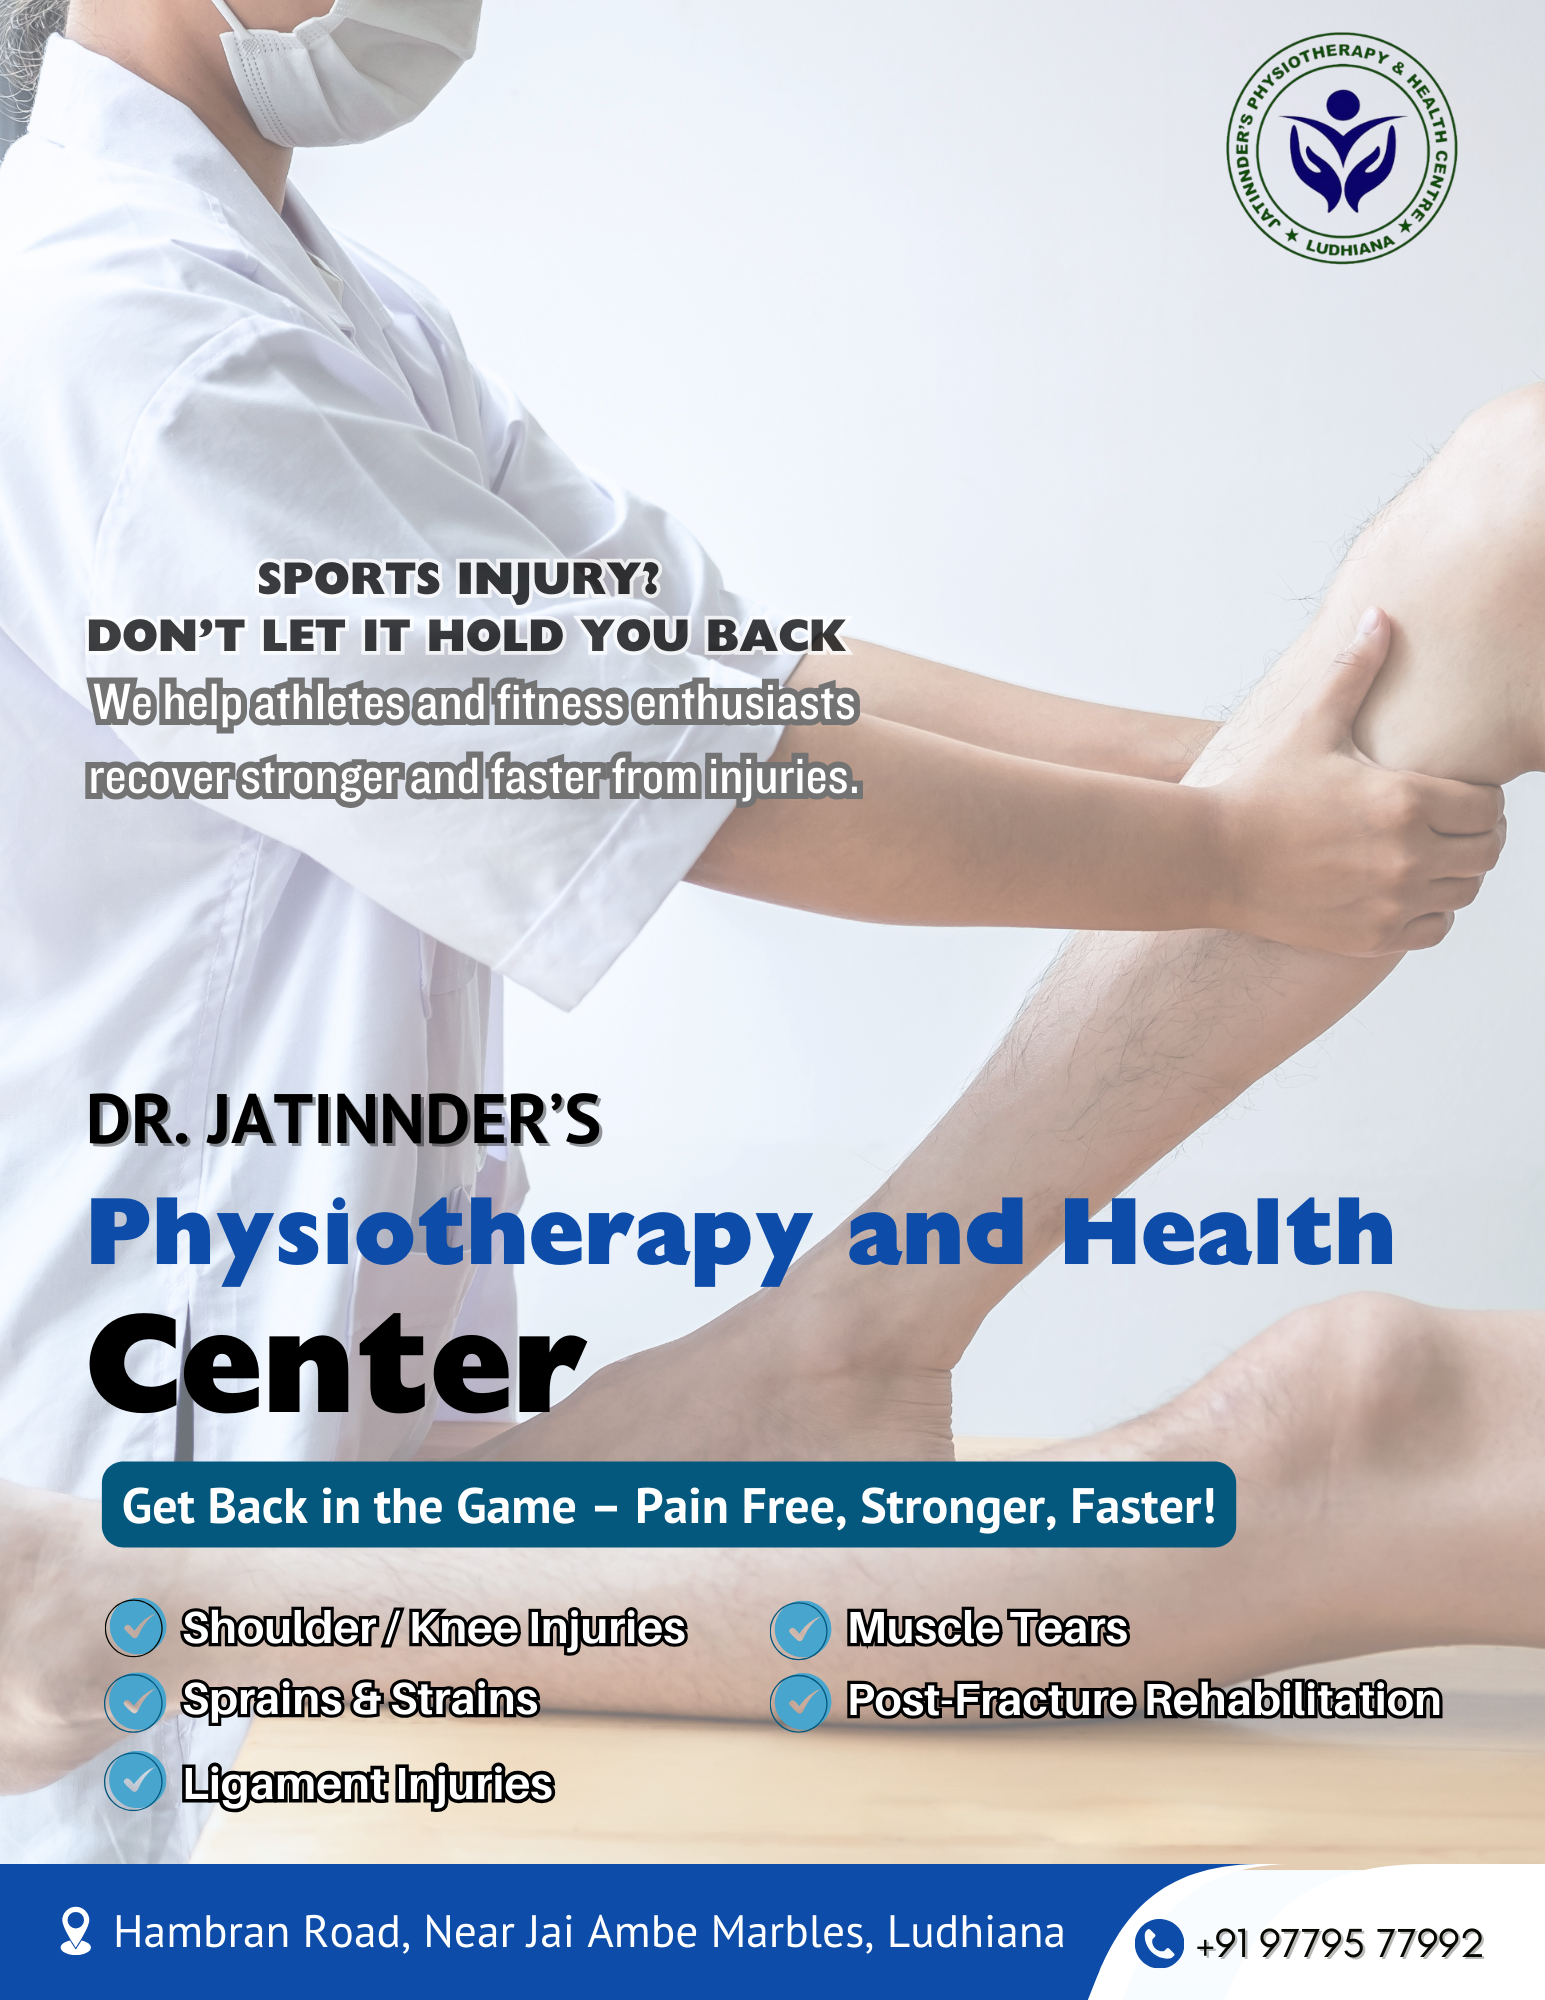 JATINNDER'S PHYSIOTHERAPY & HEALTH CENTRE
★ LUDHIANA ★
SPORTS INJURY?
DON'T LET IT HOLD YOU BACK
We help athletes and fitness enthusiasts
recover stronger and faster from injuries.
DR. JATINNDER'S
Physiotherapy and Health
Center
Get Back in the Game – Pain Free, Stronger, Faster!
Shoulder / Knee Injuries
Muscle Tears
Sprains & Strains
Post-Fracture Rehabilitation
Ligament Injuries
Hambran Road, Near Jai Ambe Marbles, Ludhiana
+91 97795 77992